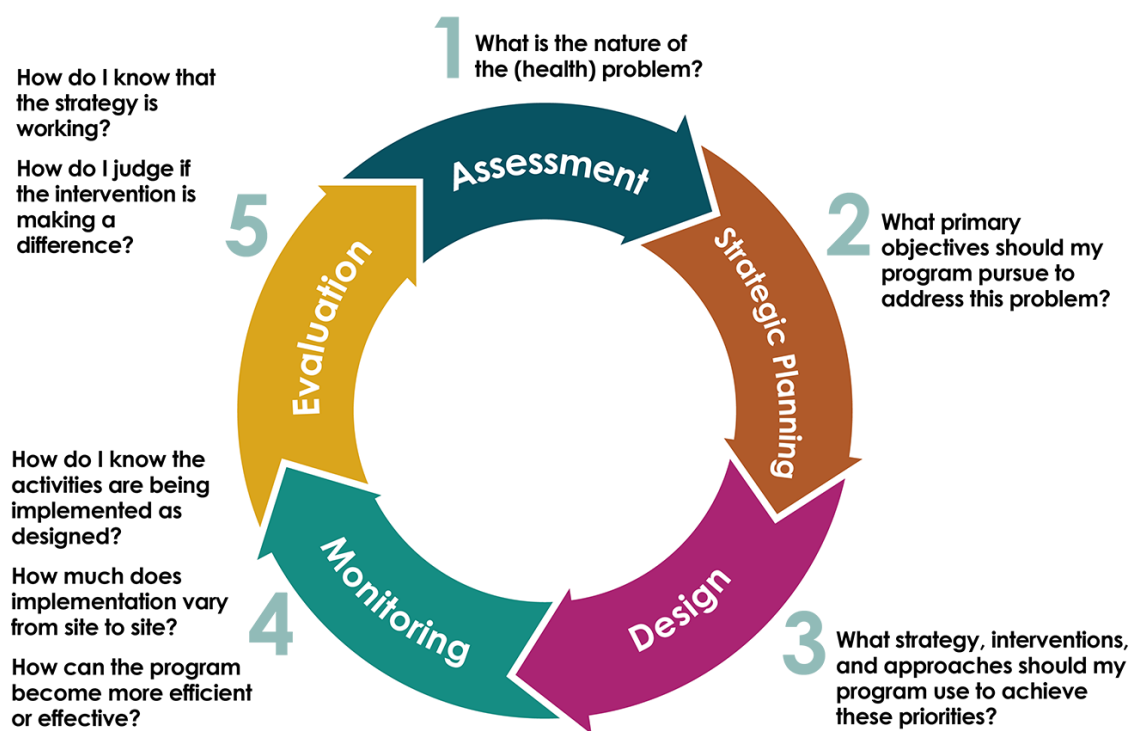 1
What is the nature of
the (health) problem?
Assessment
2
What primary
objectives should my
program pursue to
address this problem?
Strategic Planning
3
What strategy, interventions,
and approaches should my
program use to achieve
these priorities?
Design
4
How do I know the
activities are being
implemented as
designed?
How much does
implementation vary
from site to site?
How can the program
become more efficient
or effective?
Monitoring
5
How do I know that
the strategy is
working?
How do I judge if
the intervention is
making a
difference?
Evaluation